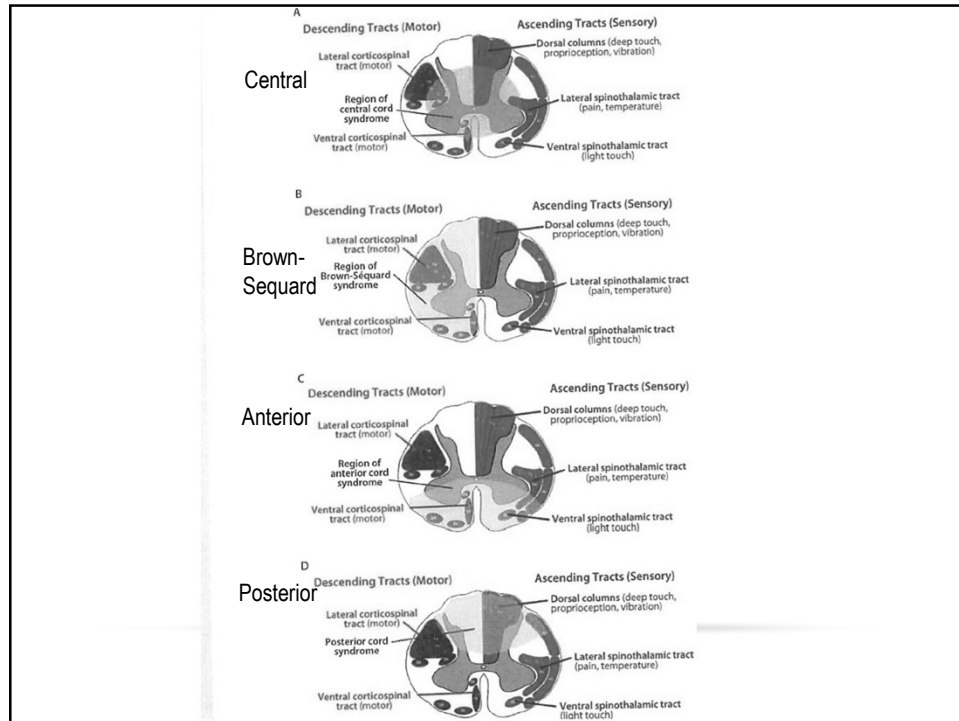 A
Descending Tracts (Motor)
Ascending Tracts (Sensory)
Central
Lateral corticospinal
tract (motor)
Region of
central cord
syndrome
Ventral corticospinal
tract (motor)
Dorsal columns (deep touch,
proprioception, vibration)
Lateral spinothalamic tract
(pain, temperature)
Ventral spinothalamic tract
(light touch)
B
Descending Tracts (Motor)
Ascending Tracts (Sensory)
Brown-
Sequard
Lateral corticospinal
tract (motor)
Region of
Brown-Séquard
syndrome
Ventral corticospinal
tract (motor)
Dorsal columns (deep touch,
proprioception, vibration)
Lateral spinothalamic tract
(pain, temperature)
Ventral spinothalamic tract
(light touch)
C
Descending Tracts (Motor)
Ascending Tracts (Sensory)
Anterior
Lateral corticospinal
tract (motor)
Region of
anterior cord
syndrome
Ventral corticospinal
tract (motor)
Dorsal columns (deep touch,
proprioception, vibration)
Lateral spinothalamic tract
(pain, temperature)
Ventral spinothalamic tract
(light touch)
D
Descending Tracts (Motor)
Ascending Tracts (Sensory)
Posterior
Lateral corticospinal
tract (motor)
Posterior cord
syndrome
Ventral corticospinal
tract (motor)
Dorsal columns (deep touch,
proprioception, vibration)
Lateral spinothalamic tract
(pain, temperature)
Ventral spinothalamic tract
(light touch)